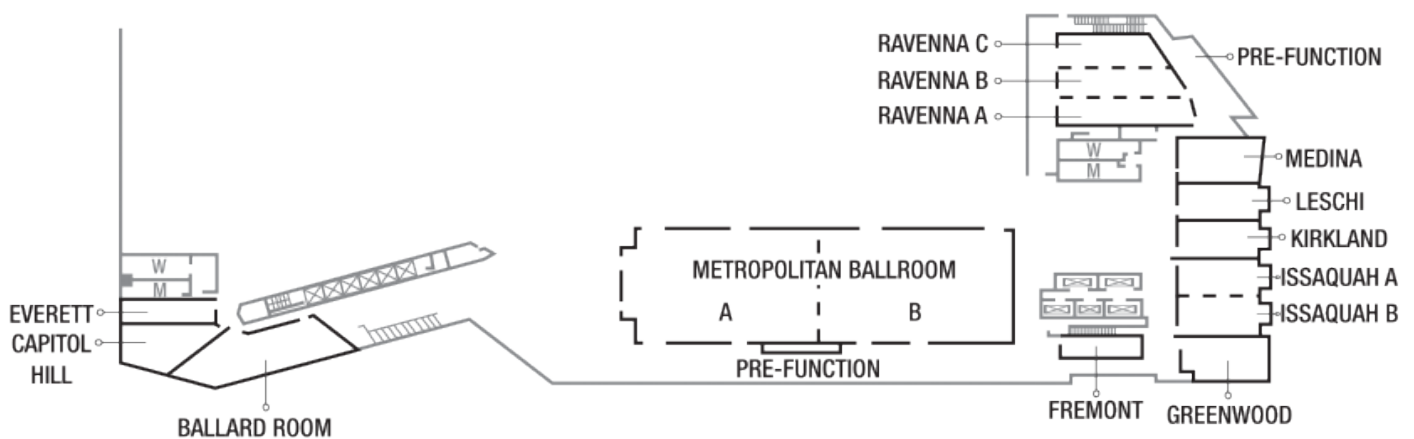 RAVENNA C
PRE-FUNCTION
RAVENNA B
RAVENNA A
W
M
MEDINA
LESCHI
KIRKLAND
W
M
METROPOLITAN BALLROOM
ISSAQUAH A
A
B
EVERETT
ISSAQUAH B
CAPITOL
HILL
PRE-FUNCTION
FREMONT
GREENWOOD
BALLARD ROOM